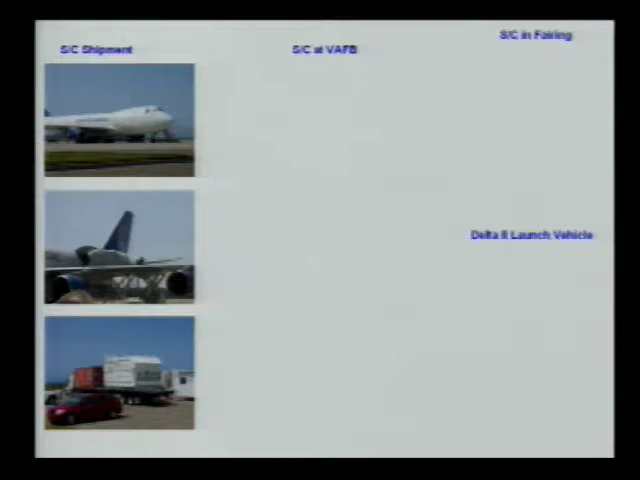 S/C in Fairing
S/C Shipment
S/C at VAFB
Delta II Launch Vehicle